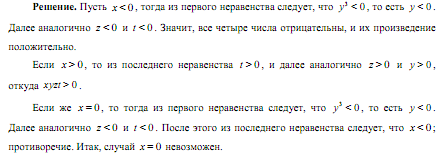 Решение. Пусть x < 0, тогда из первого неравенства следует, что y³ < 0, то есть y < 0.
Далее аналогично z < 0 и t < 0. Значит, все четыре числа отрицательны, и их произведение
положительно.
Если x > 0, то из последнего неравенства t > 0, и далее аналогично z > 0 и y > 0,
откуда xyzt > 0.
Если же x = 0, то тогда из первого неравенства следует, что y³ < 0, то есть y < 0.
Далее аналогично z < 0 и t < 0. После этого из последнего неравенства следует, что x < 0;
противоречие. Итак, случай x = 0 невозможен.